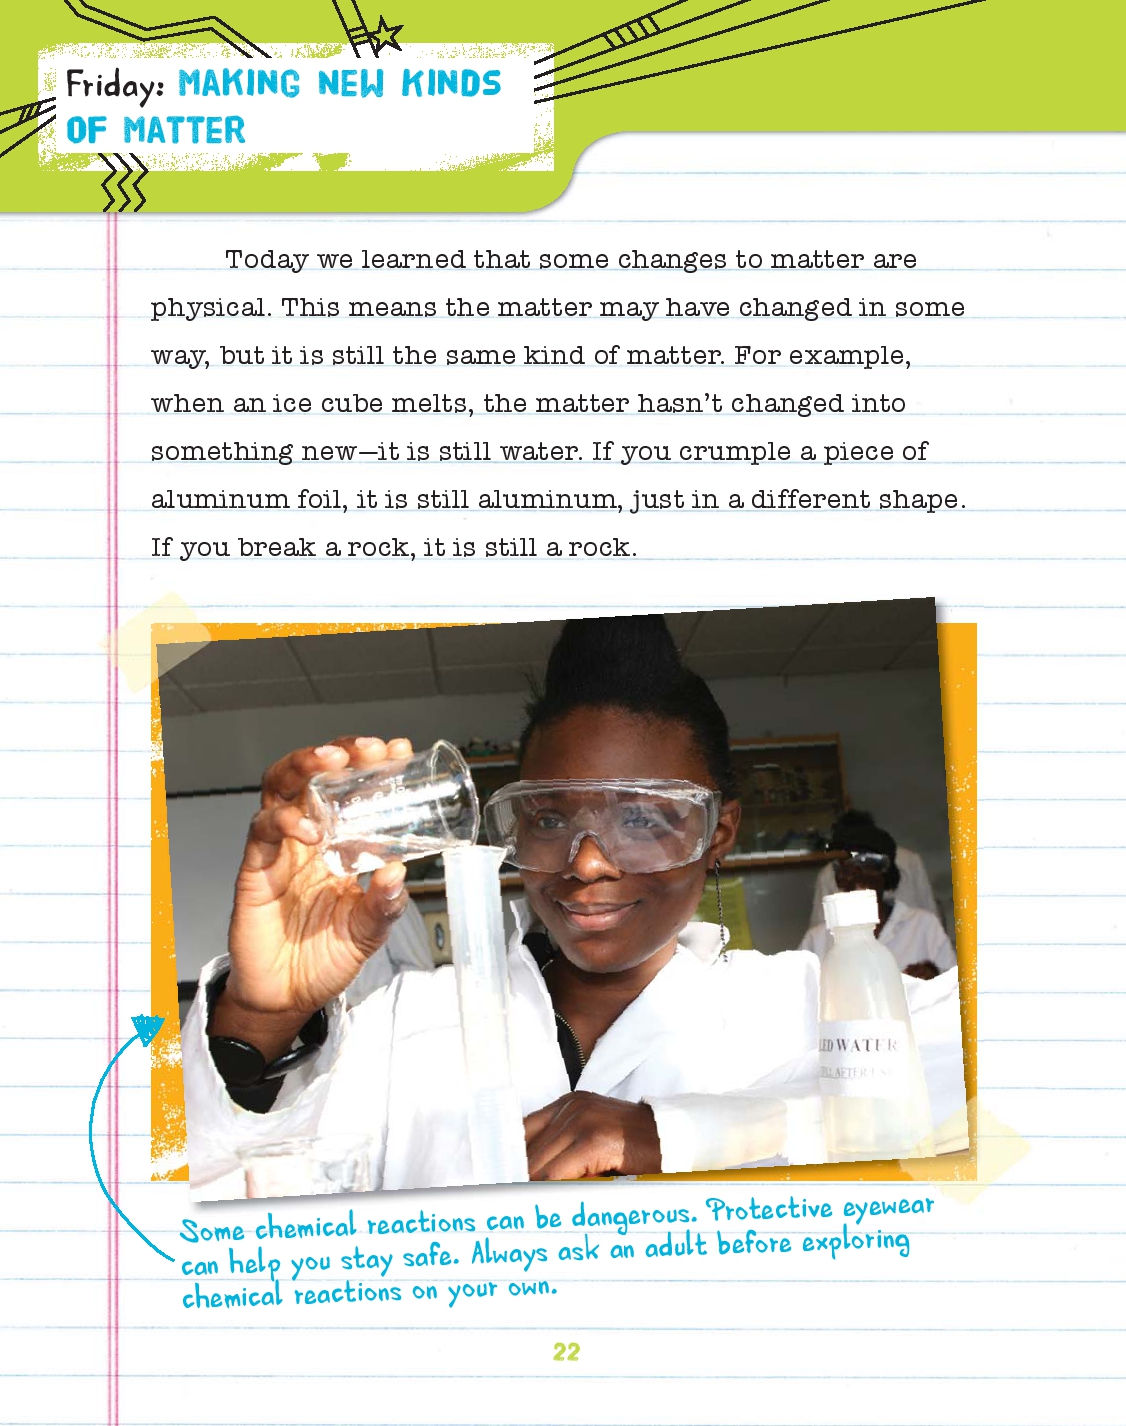 Friday: MAKING NEW KINDS
OF MATTER
Today we learned that some changes to matter are
physical. This means the matter may have changed in some
way, but it is still the same kind of matter. For example,
when an ice cube melts, the matter hasn't changed into
something new—it is still water. If you crumple a piece of
aluminum foil, it is still aluminum, just in a different shape.
If you break a rock, it is still a rock.
LED WATER
Some chemical reactions can be dangerous. Protective eyewear
can help you stay safe. Always ask an adult before exploring
chemical reactions on your own.
22